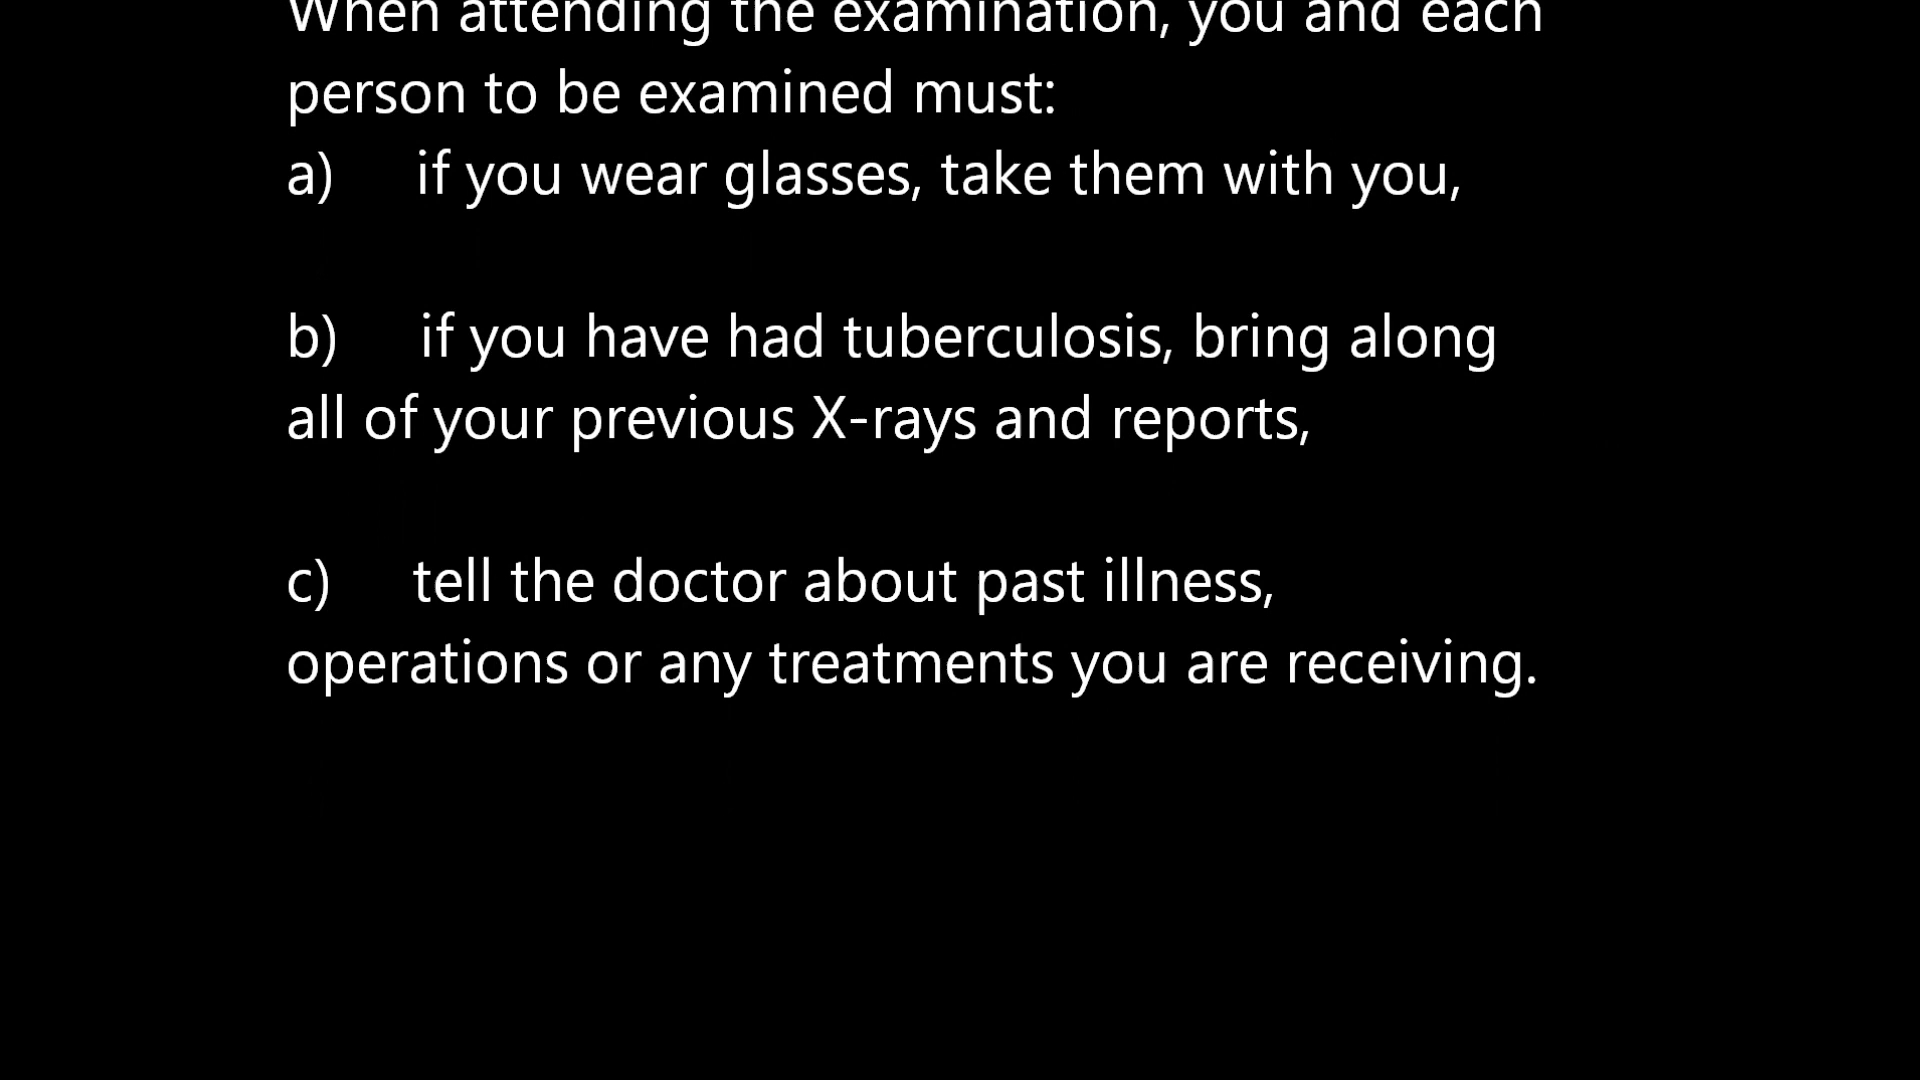 When attending the examination, you and each
person to be examined must:
a) if you wear glasses, take them with you,
b) if you have had tuberculosis, bring along
all of your previous X-rays and reports,
c) tell the doctor about past illness,
operations or any treatments you are receiving.